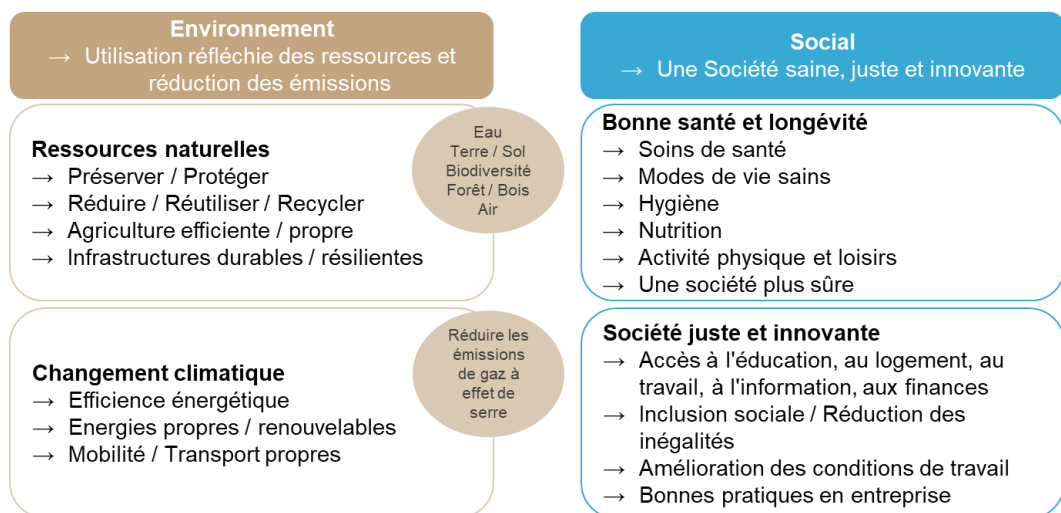 Environnement
→ Utilisation réfléchie des ressources et
réduction des émissions
Ressources naturelles
→ Préserver / Protéger
→ Réduire / Réutiliser / Recycler
→ Agriculture efficiente / propre
→ Infrastructures durables / résilientes
Eau
Terre / Sol
Biodiversité
Forêt / Bois
Air
Changement climatique
→ Efficience énergétique
→ Energies propres / renouvelables
→ Mobilité / Transport propres
Réduire les
émissions
de gaz à
effet de
serre
Social
→ Une Société saine, juste et innovante
Bonne santé et longévité
→ Soins de santé
→ Modes de vie sains
→ Hygiène
→ Nutrition
→ Activité physique et loisirs
→ Une société plus sûre
Société juste et innovante
→ Accès à l'éducation, au logement, au
travail, à l'information, aux finances
→ Inclusion sociale / Réduction des
inégalités
→ Amélioration des conditions de travail
→ Bonnes pratiques en entreprise